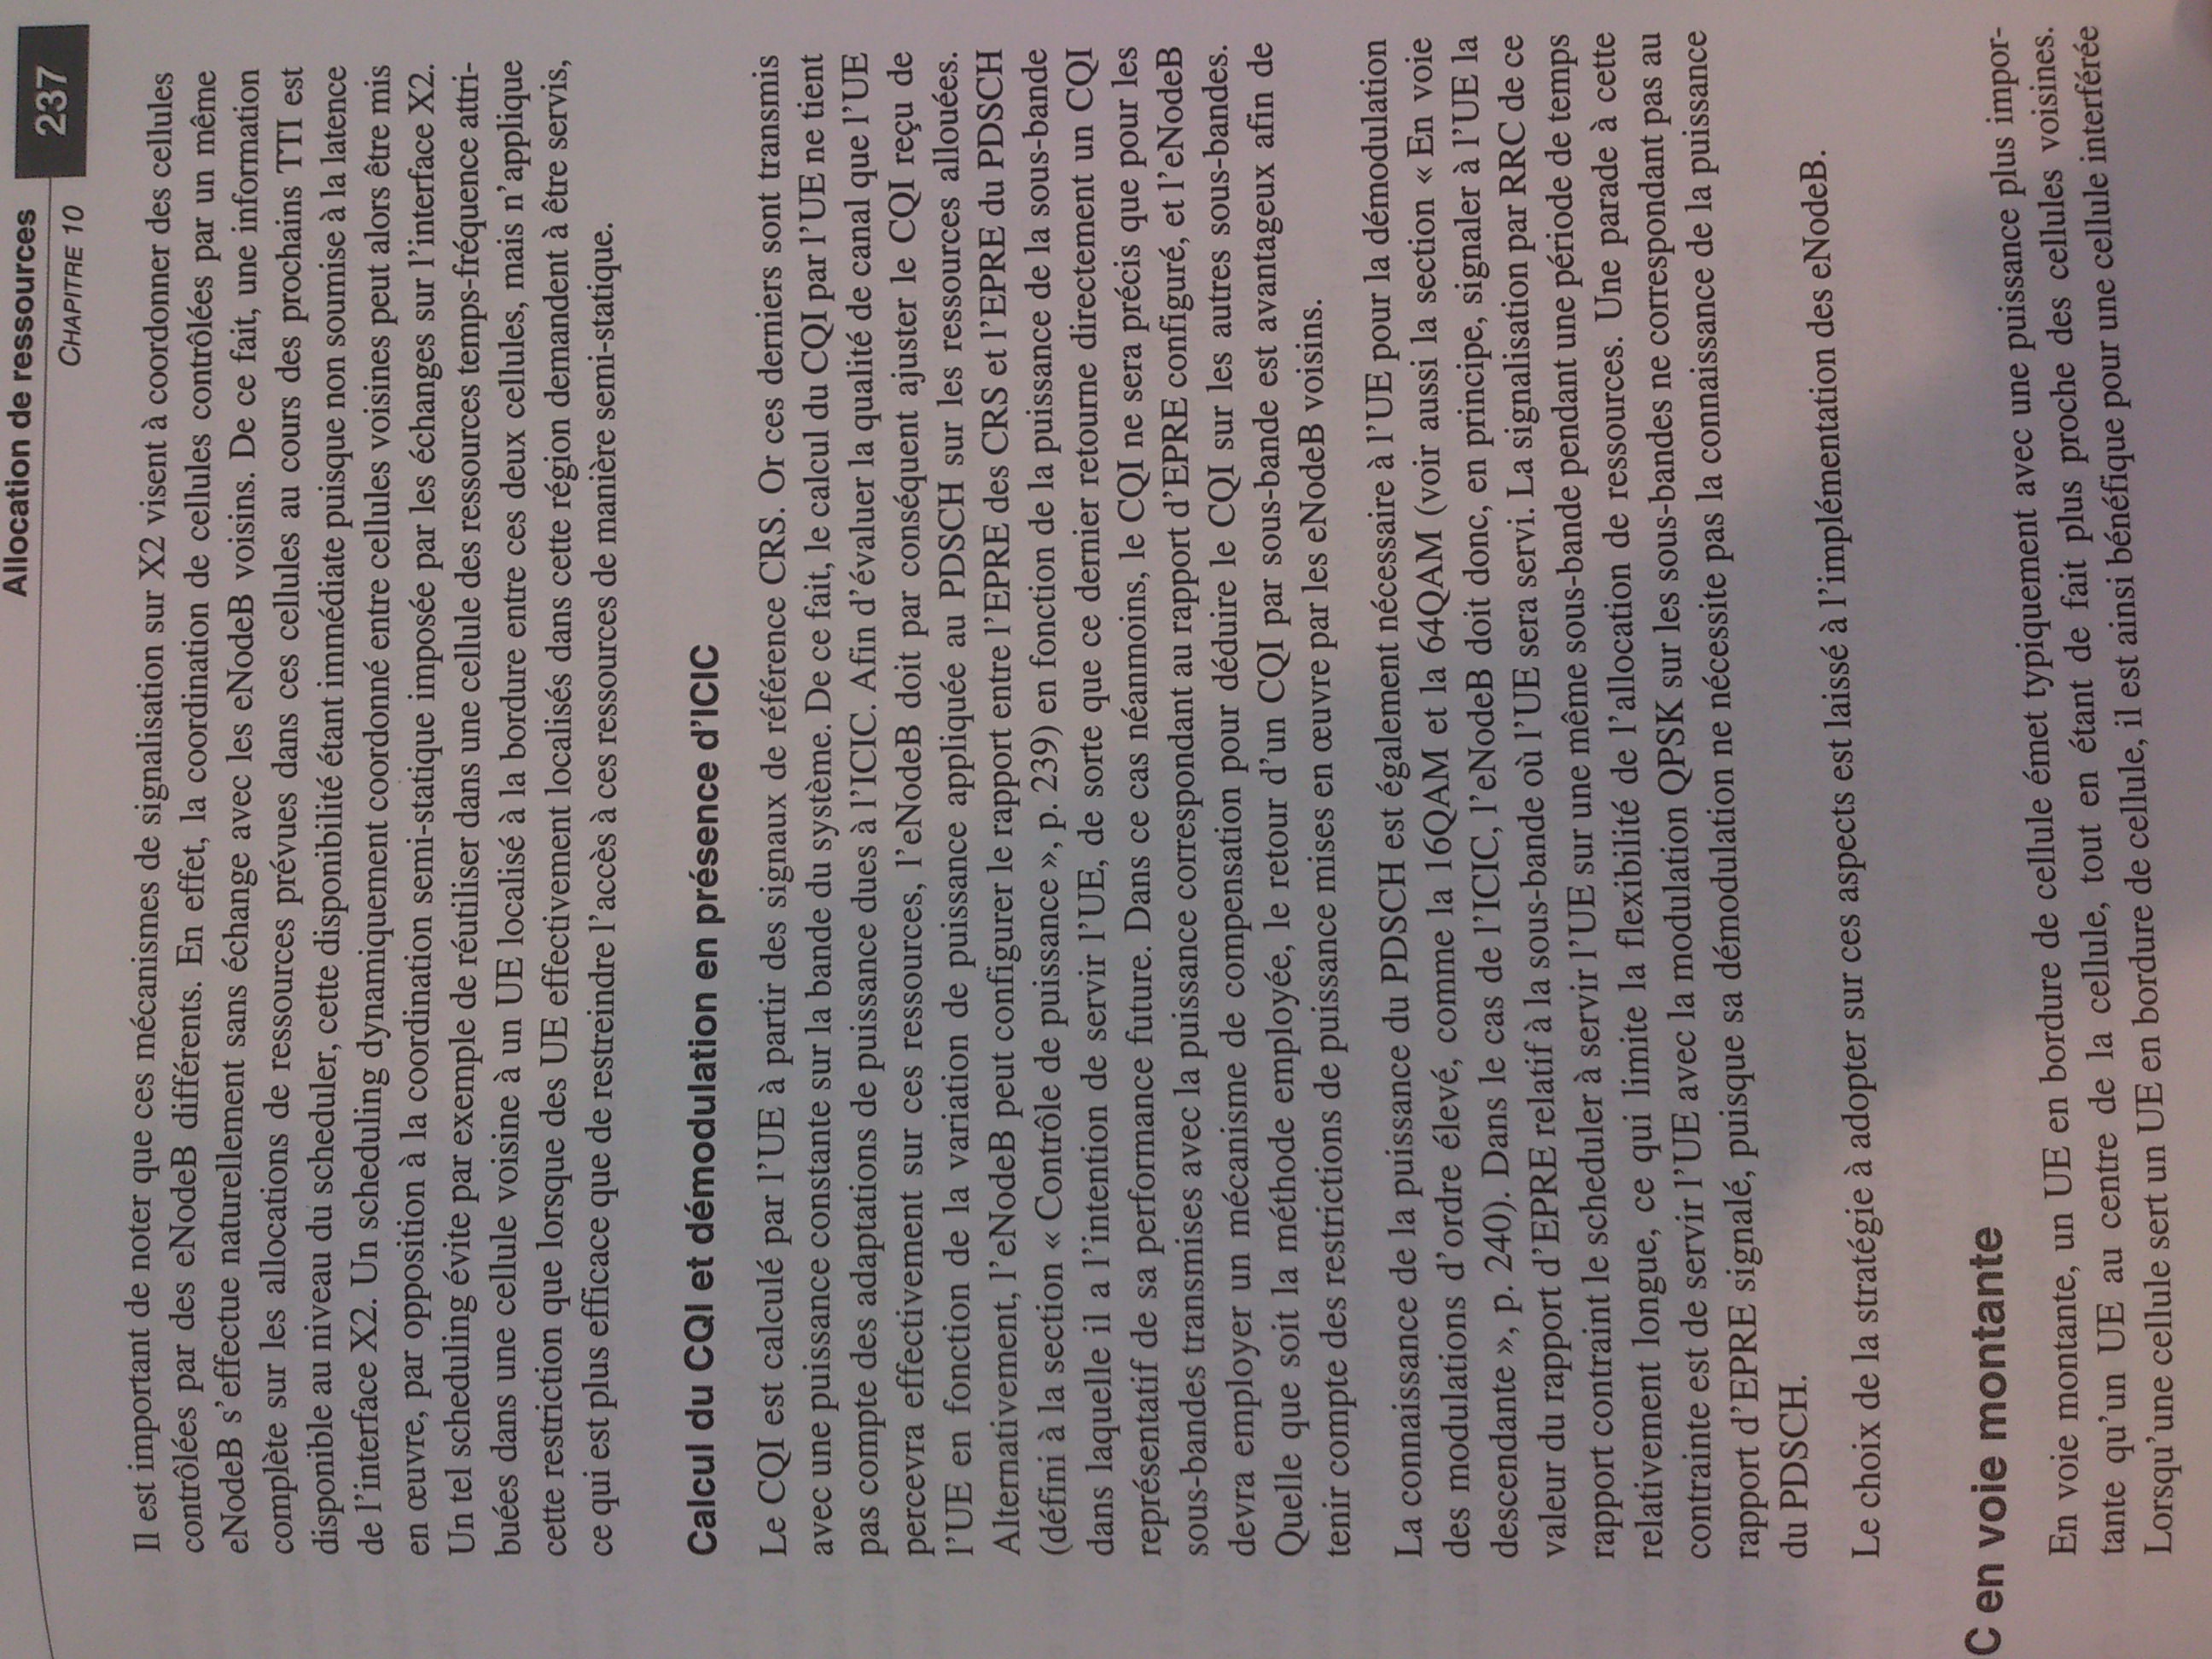 Allocation de ressources
CHAPITRE 10
237
Il est important de noter que ces mécanismes de signalisation sur X2 visent à coordonner des cellules
contrôlées par des eNodeB différents. En effet, la coordination de cellules contrôlées par un même
eNodeB s'effectue naturellement sans échange avec les eNodeB voisins. De ce fait, une information
complète sur les allocations de ressources prévues dans ces cellules au cours des prochains TTI est
disponible au niveau du scheduler, cette disponibilité étant immédiate puisque non soumise à la latence
de l'interface X2. Un scheduling dynamiquement coordonné entre cellules voisines peut alors être mis
en œuvre, par opposition à la coordination semi-statique imposée par les échanges sur l'interface X2.
Un tel scheduling évite par exemple de réutiliser dans une cellule des ressources temps-fréquence attri-
buées dans une cellule voisine à un UE localisé à la bordure entre ces deux cellules, mais n'applique
cette restriction que lorsque des UE effectivement localisés dans cette région demandent à être servis,
ce qui est plus efficace que de restreindre l'accès à ces ressources de manière semi-statique.
Calcul du CQI et démodulation en présence d'ICIC
Le CQI est calculé par l'UE à partir des signaux de référence CRS. Or ces derniers sont transmis
avec une puissance constante sur la bande du système. De ce fait, le calcul du CQI par l'UE ne tient
pas compte des adaptations de puissance dues à l'ICIC. Afin d'évaluer la qualité de canal que l'UE
percevra effectivement sur ces ressources, l'eNodeB doit par conséquent ajuster le CQI reçu de
l'UE en fonction de la variation de puissance appliquée au PDSCH sur les ressources allouées.
Alternativement, l'eNodeB peut configurer le rapport entre l'EPRE des CRS et l'EPRE du PDSCH
(défini à la section « Contrôle de puissance », p. 239) en fonction de la puissance de la sous-bande
dans laquelle il a l'intention de servir l'UE, de sorte que ce dernier retourne directement un CQI
représentatif de sa performance future. Dans ce cas néanmoins, le CQI ne sera précis que pour les
sous-bandes transmises avec la puissance correspondant au rapport d'EPRE configuré, et l'eNodeB
devra employer un mécanisme de compensation pour déduire le CQI sur les autres sous-bandes.
Quelle que soit la méthode employée, le retour d'un CQI par sous-bande est avantageux afin de
tenir compte des restrictions de puissance mises en œuvre par les eNodeB voisins.
La connaissance de la puissance du PDSCH est également nécessaire à l'UE pour la démodulation
des modulations d'ordre élevé, comme la 16QAM et la 64QAM (voir aussi la section « En voie
descendante », p. 240). Dans le cas de l'ICIC, l'eNodeB doit donc, en principe, signaler à l'UE la
valeur du rapport d'EPRE relatif à la sous-bande où l'UE sera servi. La signalisation par RRC de ce
rapport contraint le scheduler à servir l'UE sur une même sous-bande pendant une période de temps
relativement longue, ce qui limite la flexibilité de l'allocation de ressources. Une parade à cette
contrainte est de servir l'UE avec la modulation QPSK sur les sous-bandes ne correspondant pas au
rapport d'EPRE signalé, puisque sa démodulation ne nécessite pas la connaissance de la puissance
du PDSCH.
Le choix de la stratégie à adopter sur ces aspects est laissé à l'implémentation des eNodeB.
C en voie montante
En voie montante, un UE en bordure de cellule émet typiquement avec une puissance plus impor-
tante qu'un UE au centre de la cellule, tout en étant de fait plus proche des cellules voisines.
Lorsqu'une cellule sert un UE en bordure de cellule, il est ainsi bénéfique pour une cellule interférée